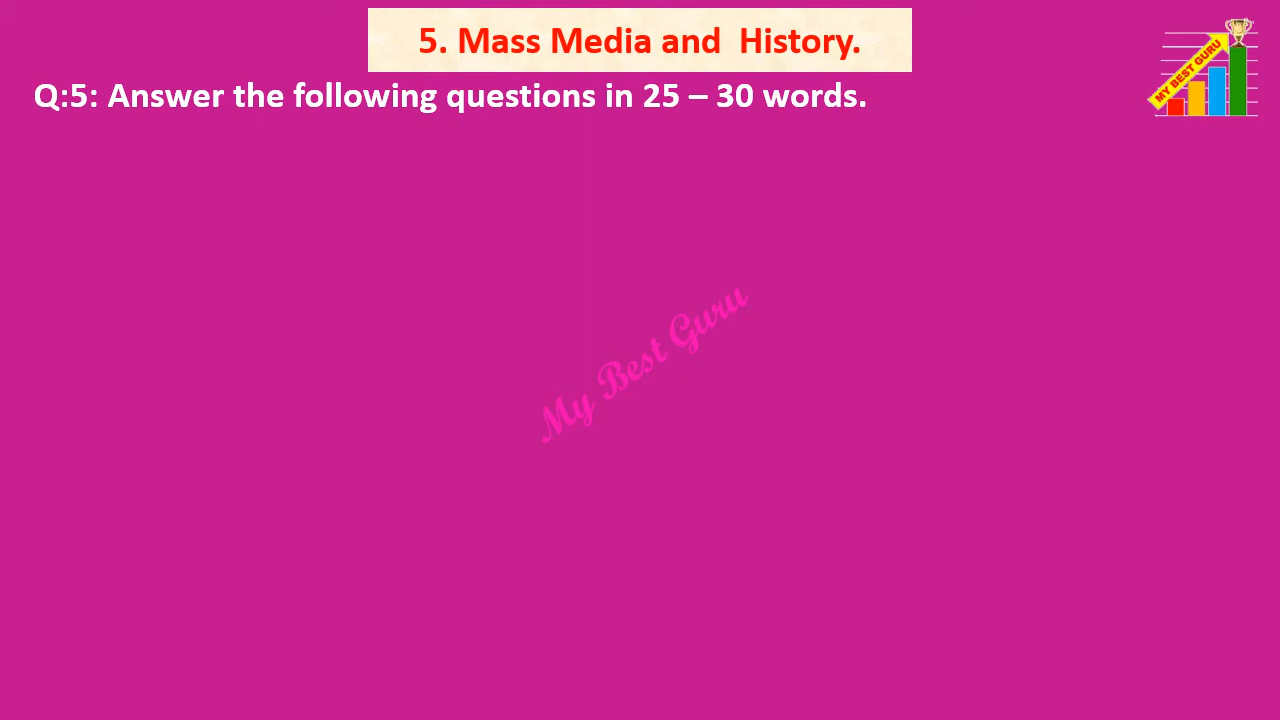 5. Mass Media and History.
Q:5: Answer the following questions in 25 – 30 words.
MY BEST GURU
My Best Guru